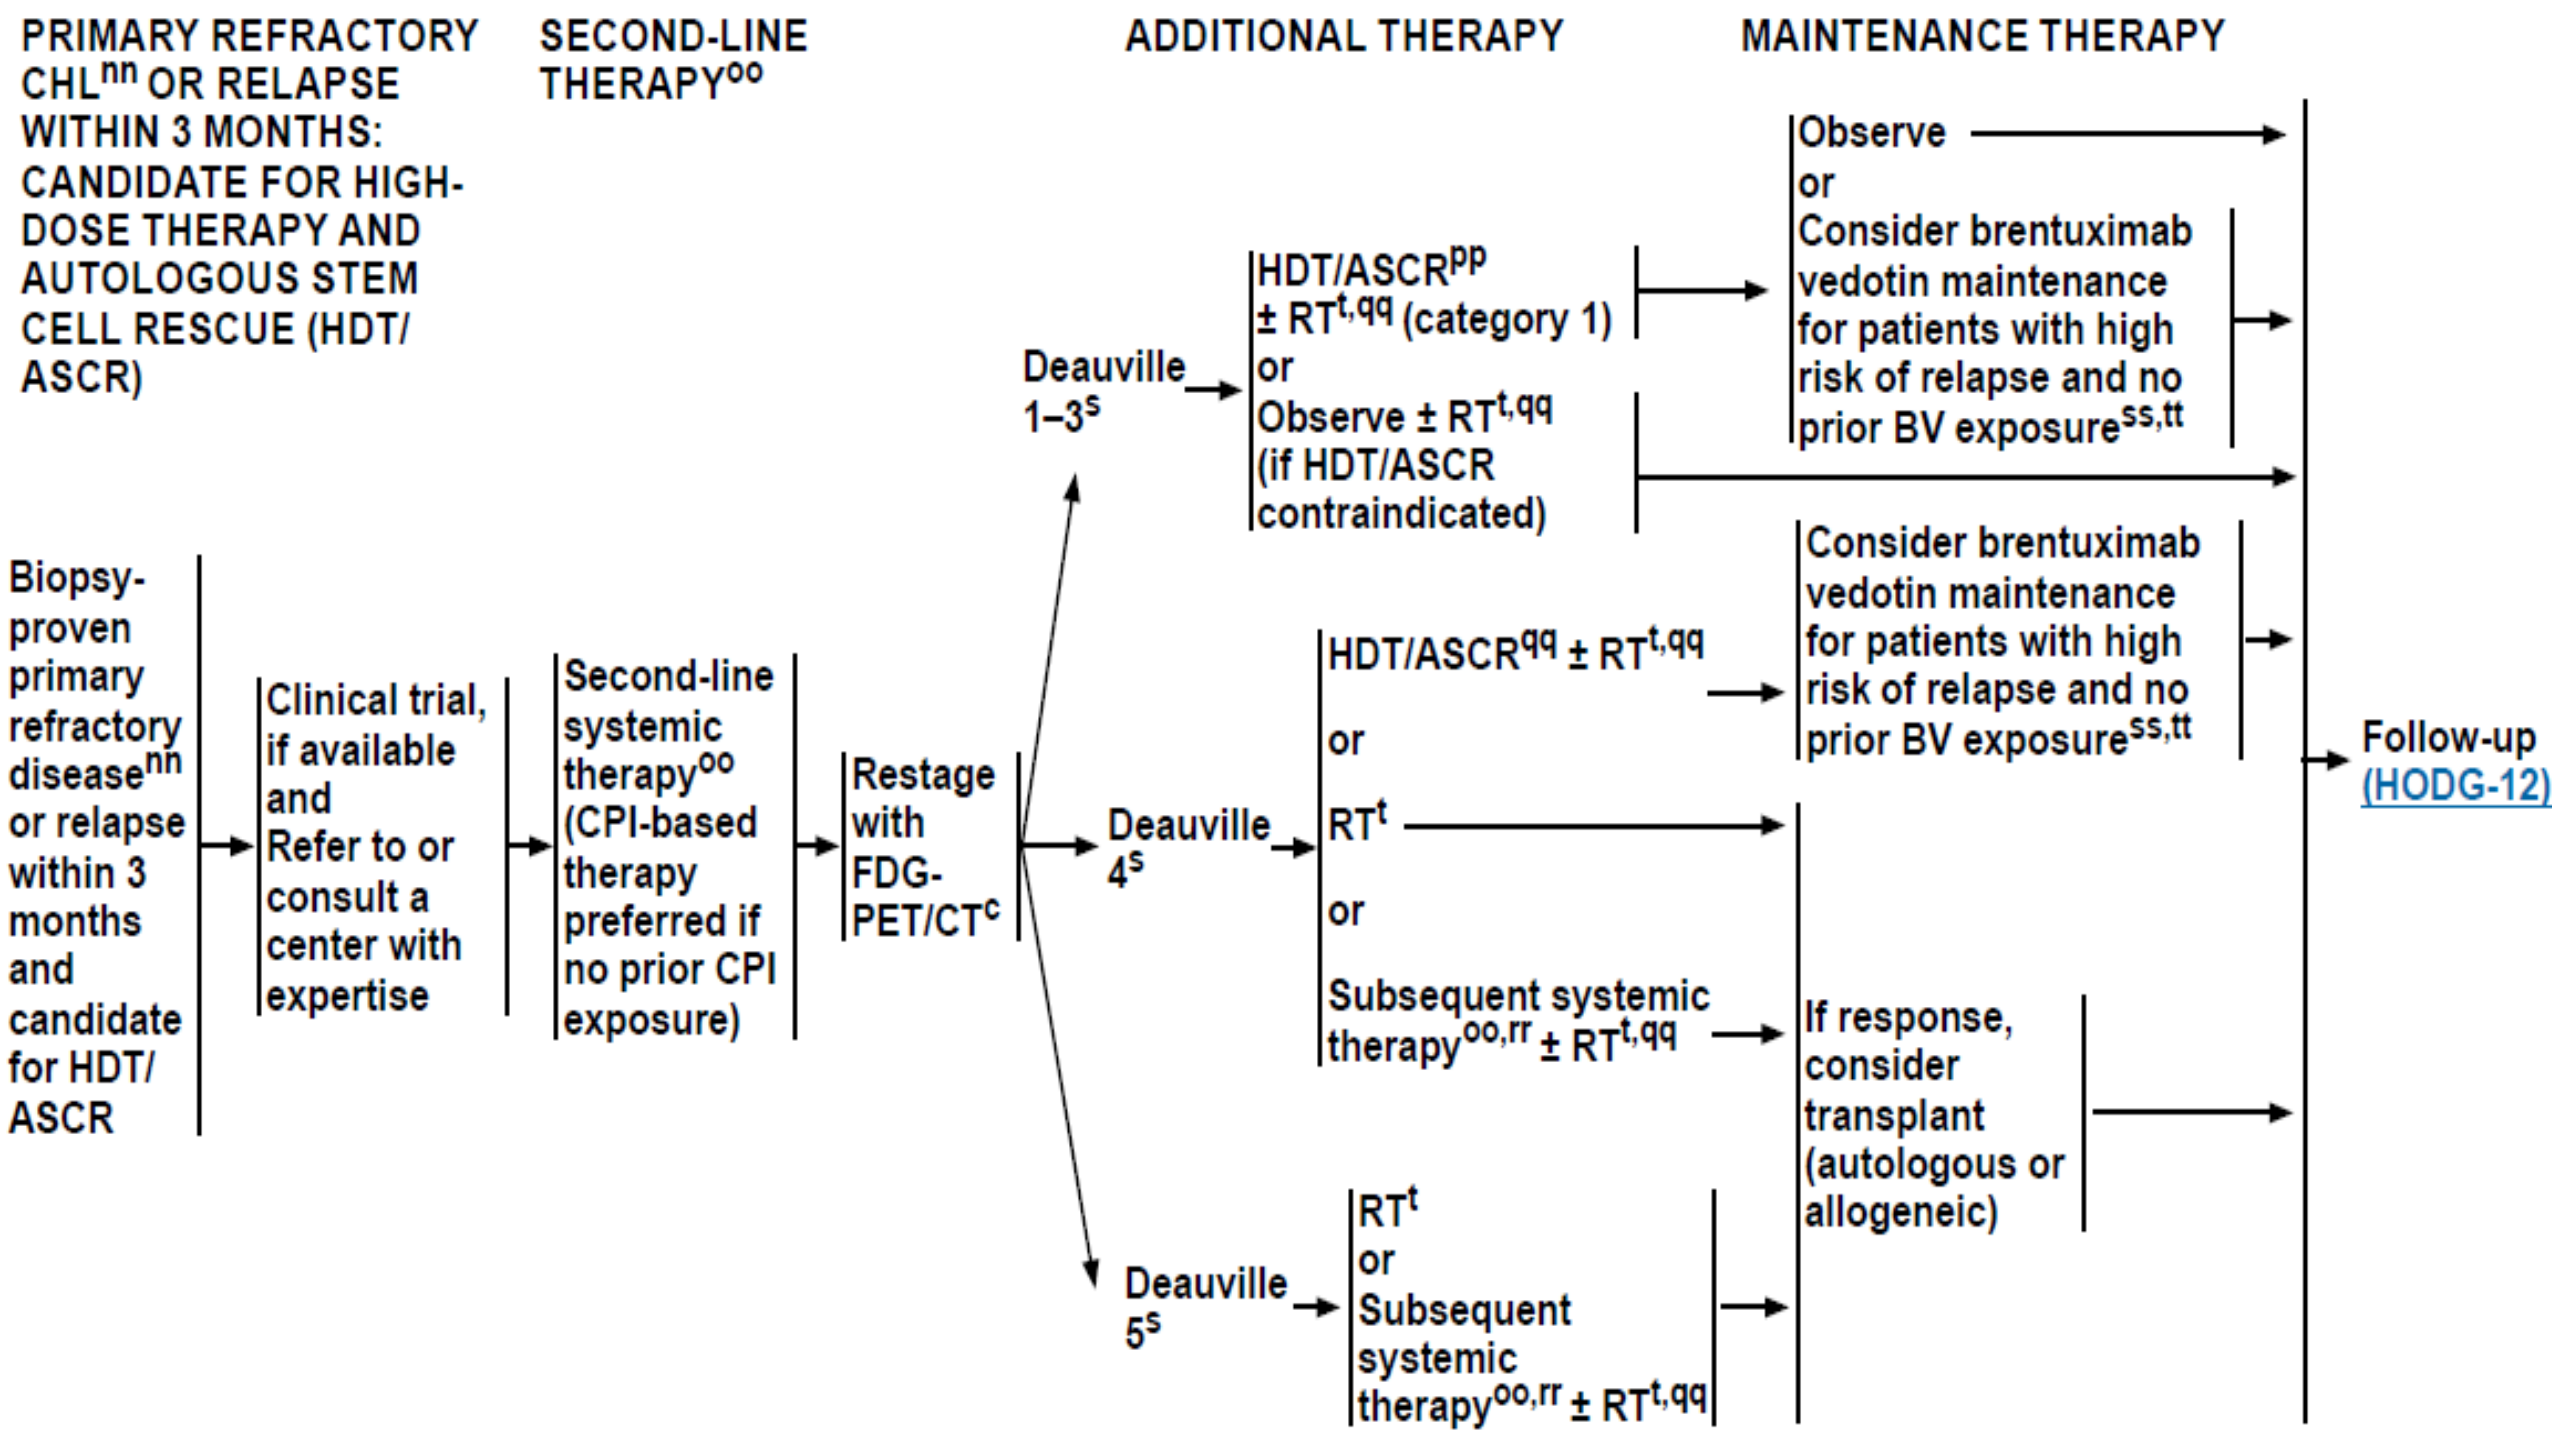 PRIMARY REFRACTORY
CHLnn OR RELAPSE
WITHIN 3 MONTHS:
CANDIDATE FOR HIGH-
DOSE THERAPY AND
AUTOLOGOUS STEM
CELL RESCUE (HDT/
ASCR)
SECOND-LINE
THERAPYoo
ADDITIONAL THERAPY
MAINTENANCE THERAPY
Biopsy-
proven
primary
refractory
diseasenn
or relapse
within 3
months
and
candidate
for HDT/
ASCR
Clinical trial,
if available
and
Refer to or
consult a
center with
expertise
Second-line
systemic
therapyoo
(CPI-based
therapy
preferred if
no prior CPI
exposure)
Restage
with
FDG-
PET/CTc
Deauville
1–3s
HDT/ASCRpp
± RTt,qq (category 1)
or
Observe ± RTt,qq
(if HDT/ASCR
contraindicated)
Observe
or
Consider brentuximab
vedotin maintenance
for patients with high
risk of relapse and no
prior BV exposuress,tt
Deauville
4s
HDT/ASCRqq ± RTt,qq
or
RTt
or
Subsequent systemic
therapyoo,rr ± RTt,qq
Consider brentuximab
vedotin maintenance
for patients with high
risk of relapse and no
prior BV exposuress,tt
Deauville
5s
RTt
or
Subsequent
systemic
therapyoo,rr ± RTt,qq
If response,
consider
transplant
(autologous or
allogeneic)
Follow-up
(HODG-12)